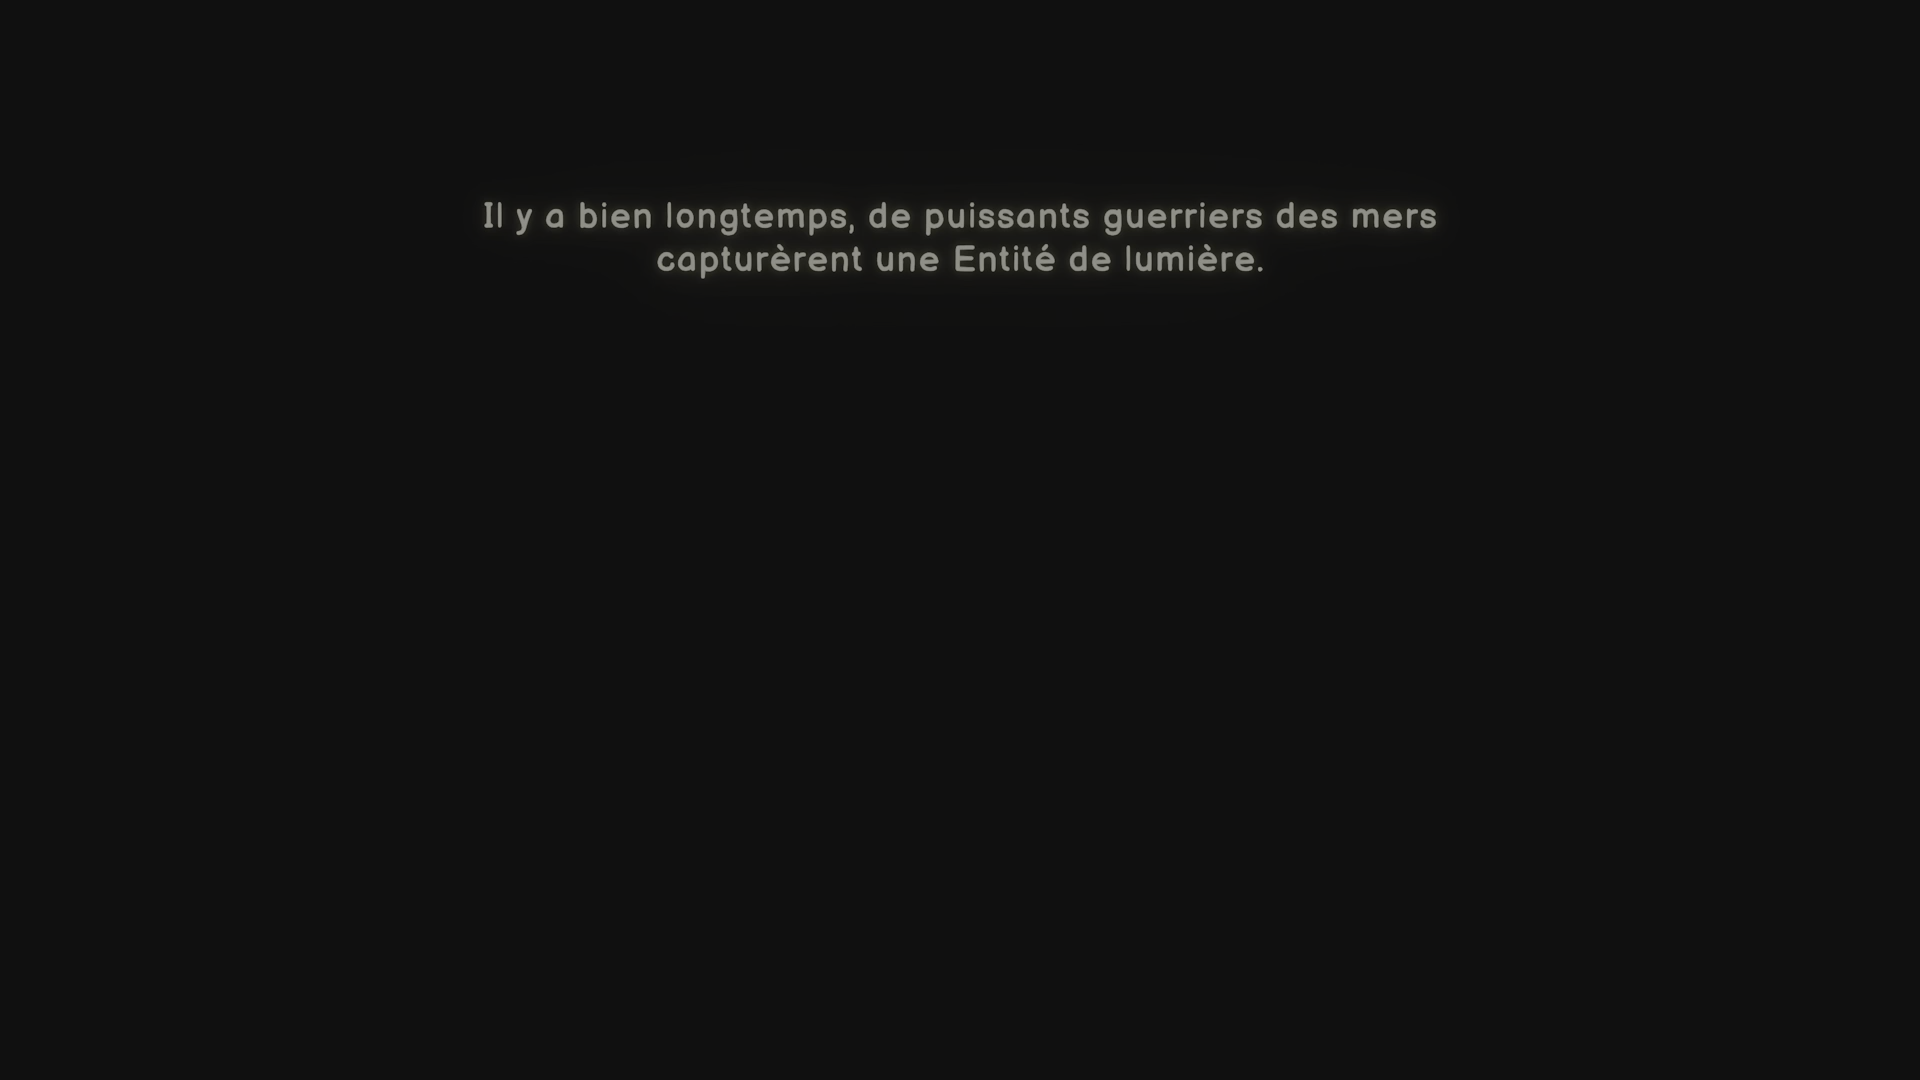 Il y a bien longtemps, de puissants guerriers des mers
capturèrent une Entité de lumière.